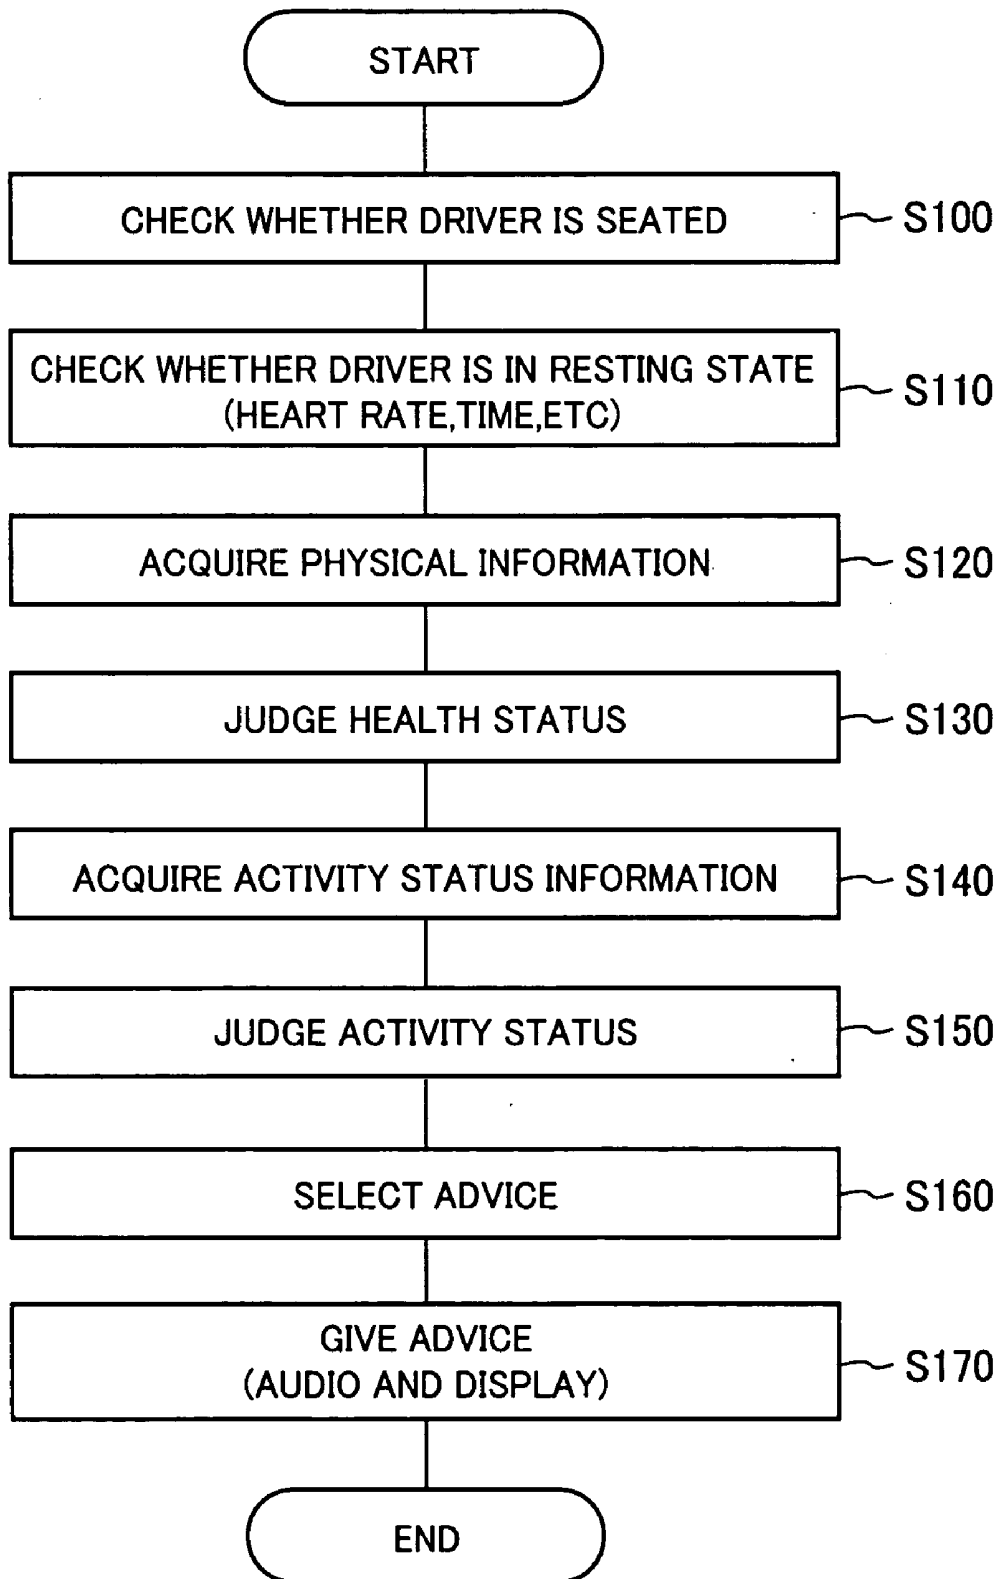 START
CHECK WHETHER DRIVER IS SEATED
S100
CHECK WHETHER DRIVER IS IN RESTING STATE
(HEART RATE,TIME,ETC)
S110
ACQUIRE PHYSICAL INFORMATION
S120
JUDGE HEALTH STATUS
S130
ACQUIRE ACTIVITY STATUS INFORMATION
S140
JUDGE ACTIVITY STATUS
S150
SELECT ADVICE
S160
GIVE ADVICE
(AUDIO AND DISPLAY)
S170
END